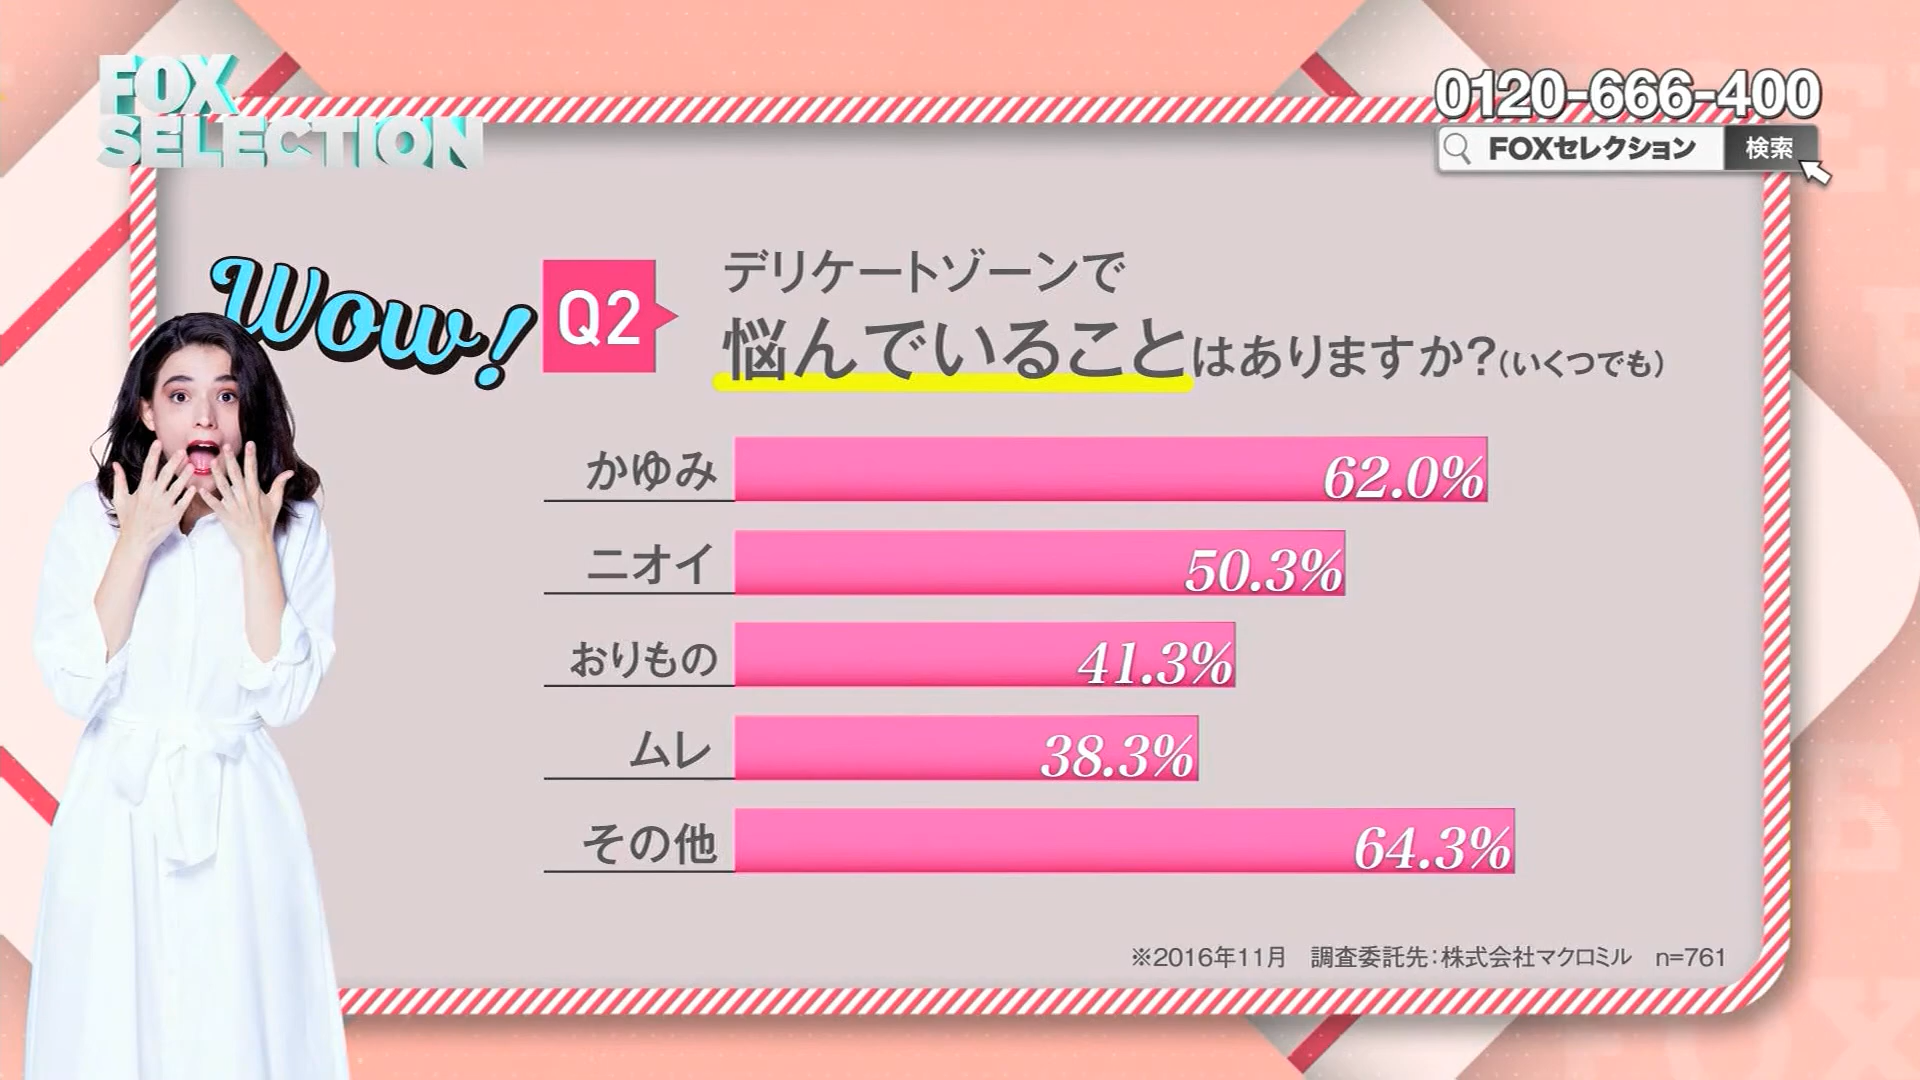 FOX
SELECTION
0120-666-400
FOXセレクション 検索
Wow!
Q2
デリケートゾーンで
悩んでいることはありますか?(いくつでも)
かゆみ 62.0%
ニオイ 50.3%
おりもの 41.3%
ムレ 38.3%
その他 64.3%
※2016年11月 調査委託先:株式会社マクロミル n=761